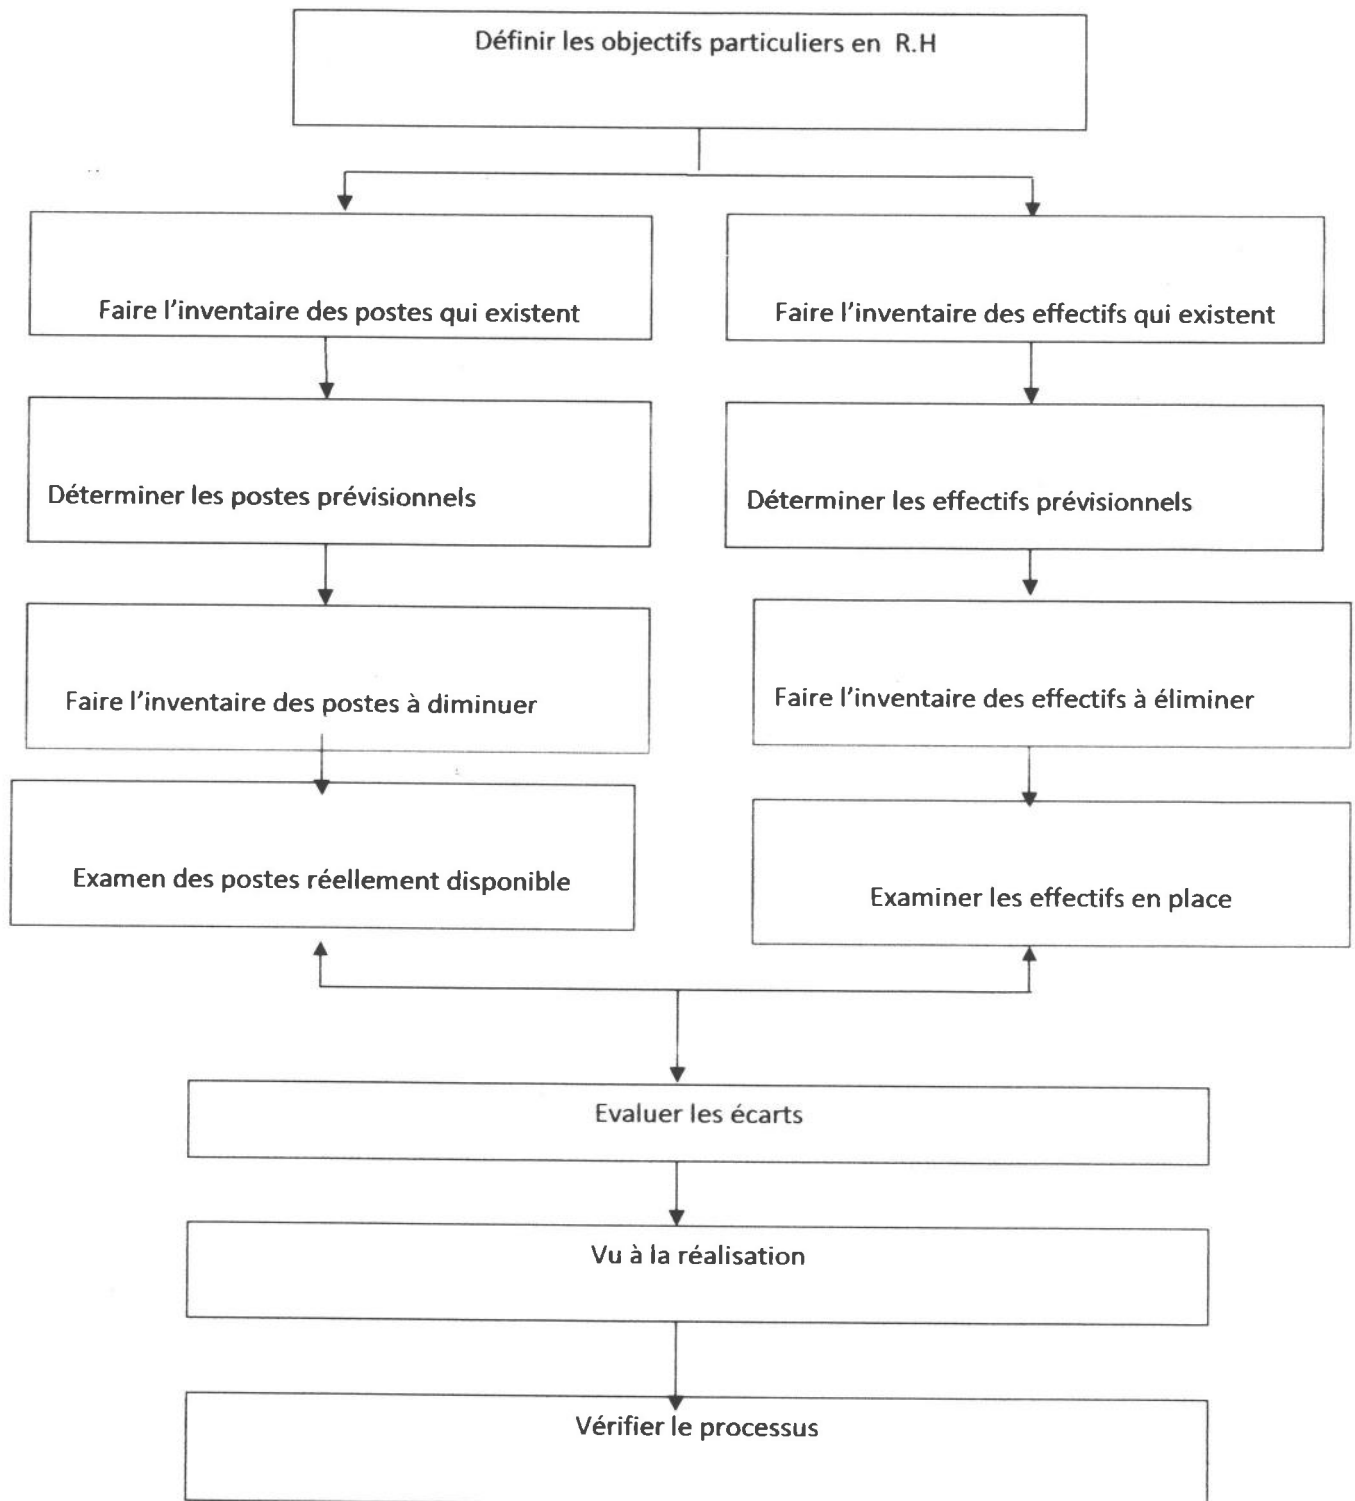 Définir les objectifs particuliers en R.H
Faire l'inventaire des postes qui existent
Faire l'inventaire des effectifs qui existent
Déterminer les postes prévisionnels
Déterminer les effectifs prévisionnels
Faire l'inventaire des postes à diminuer
Faire l'inventaire des effectifs à éliminer
Examen des postes réellement disponible
Examiner les effectifs en place
Evaluer les écarts
Vu à la réalisation
Vérifier le processus